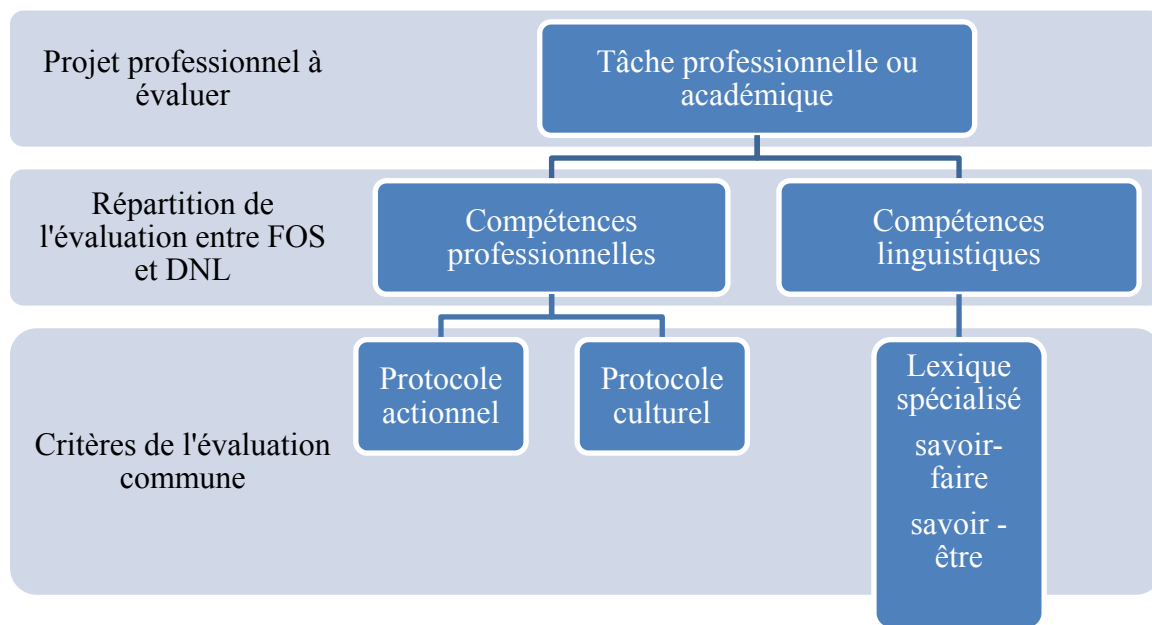 Projet professionnel à
évaluer
Tâche professionnelle ou
académique
Répartition de
l'évaluation entre FOS
et DNL
Compétences
professionnelles
Compétences
linguistiques
Critères de l'évaluation
commune
Protocole
actionnel
Protocole
culturel
Lexique
spécialisé
savoir-
faire
savoir -
être